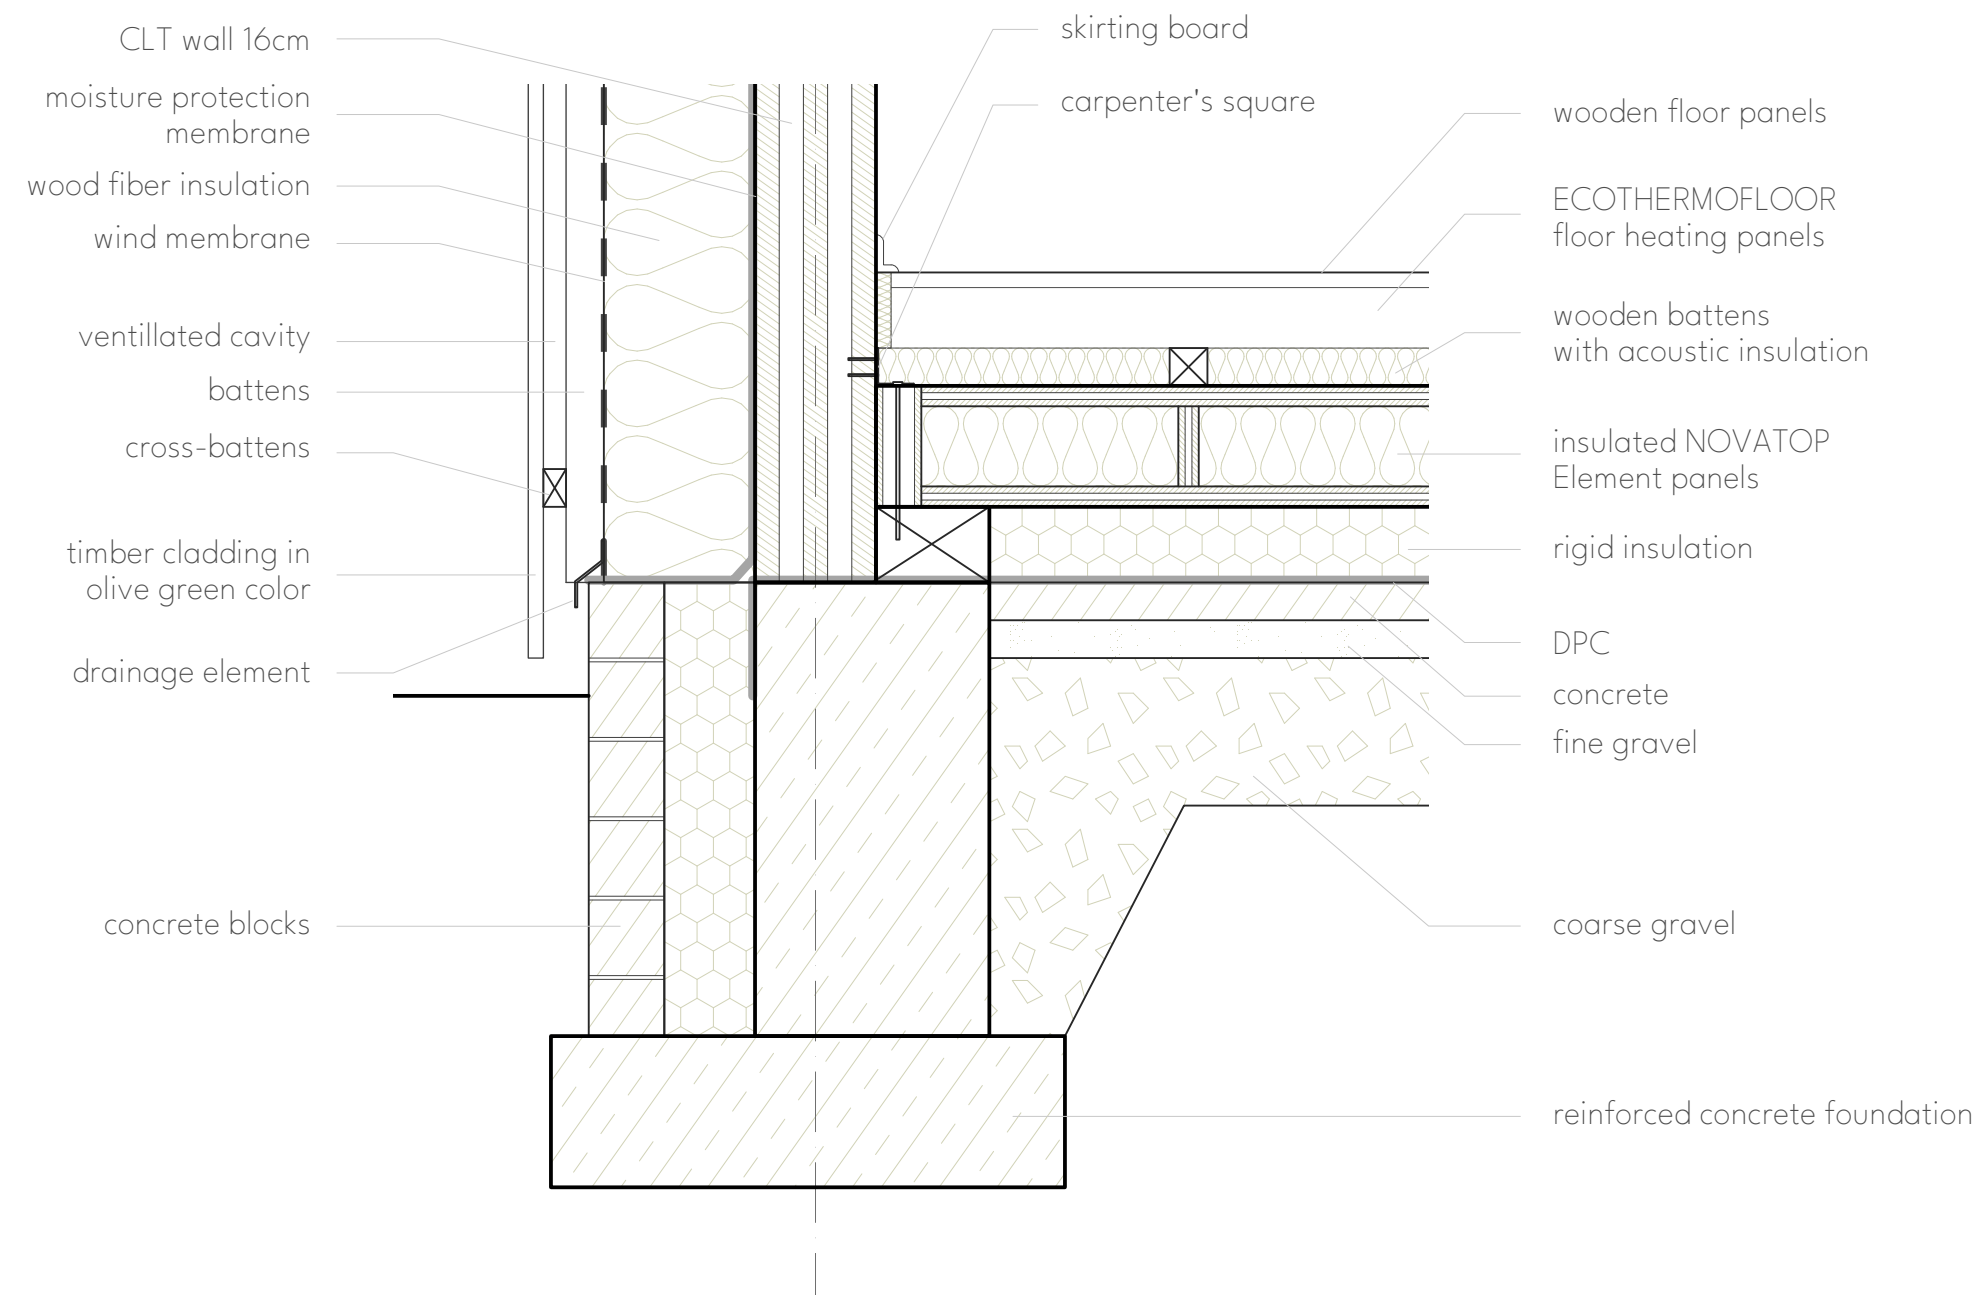 CLT wall 16cm
moisture protection
membrane
wood fiber insulation
wind membrane
ventillated cavity
battens
cross-battens
timber cladding in
olive green color
drainage element
concrete blocks
skirting board
carpenter's square
wooden floor panels
ECOTHERMOFLOOR
floor heating panels
wooden battens
with acoustic insulation
insulated NOVATOP
Element panels
rigid insulation
DPC
concrete
fine gravel
coarse gravel
reinforced concrete foundation